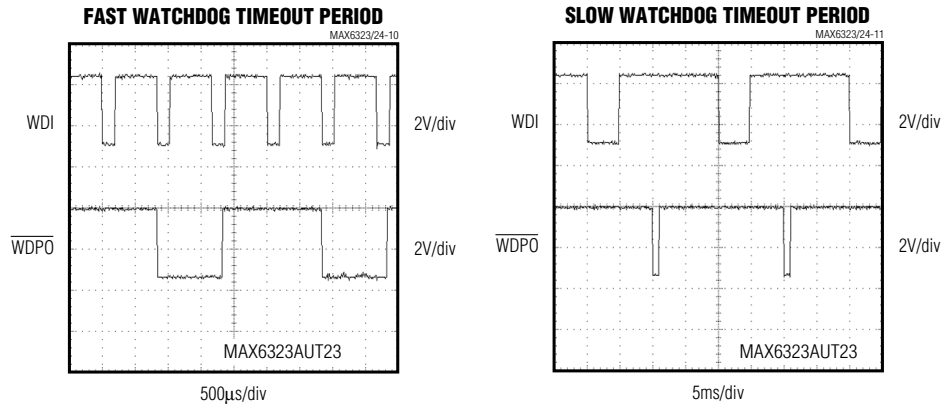 FAST WATCHDOG TIMEOUT PERIOD
MAX6323/24-10
WDI
2V/div
WDPO
2V/div
MAX6323AUT23
500μs/div
SLOW WATCHDOG TIMEOUT PERIOD
MAX6323/24-11
WDI
2V/div
WDPO
2V/div
MAX6323AUT23
5ms/div